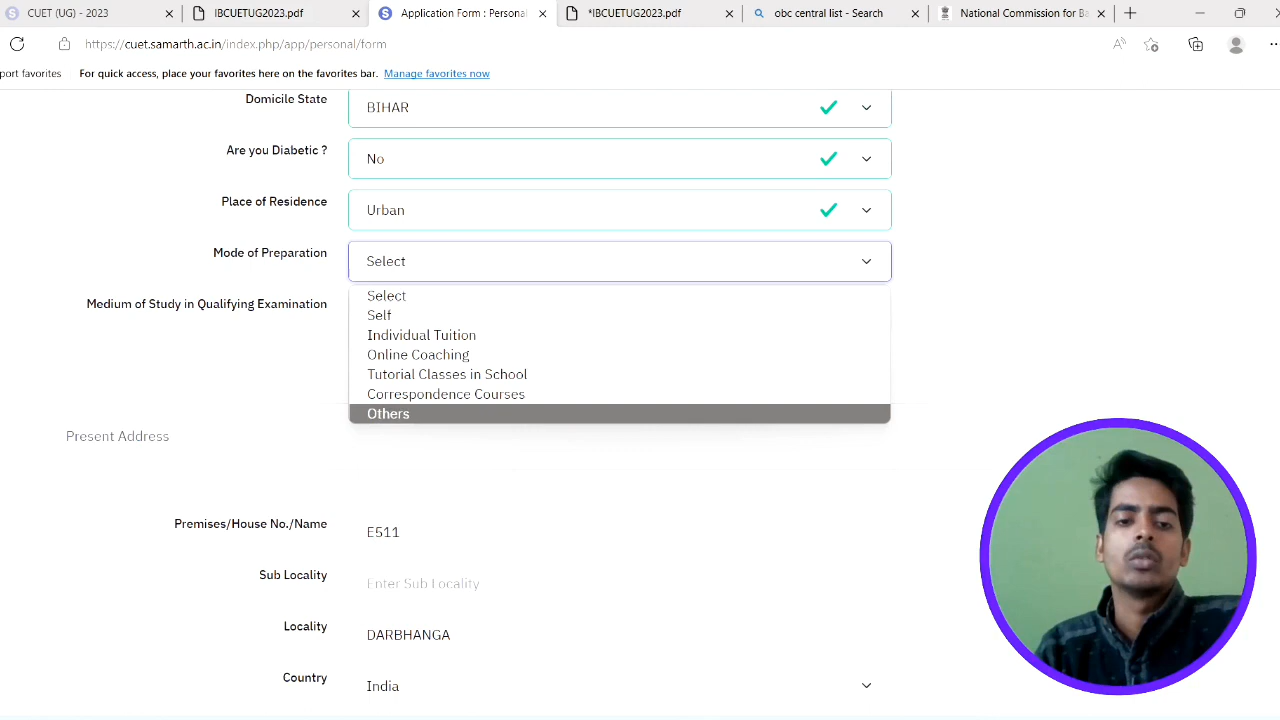 CUET (UG) - 2023
IBCUETUG2023.pdf
Application Form : Persona
*IBCUETUG2023.pdf
obc central list - Search
National Commission for Ba
https://cuet.samarth.ac.in/index.php/app/personal/form
port favorites
For quick access, place your favorites here on the favorites bar. Manage favorites now
Domicile State
BIHAR
Are you Diabetic ?
No
Place of Residence
Urban
Mode of Preparation
Select
Medium of Study in Qualifying Examination
Select
Self
Individual Tuition
Online Coaching
Tutorial Classes in School
Correspondence Courses
Others
Present Address
Premises/House No./Name
E511
Sub Locality
Enter Sub Locality
Locality
DARBHANGA
Country
India